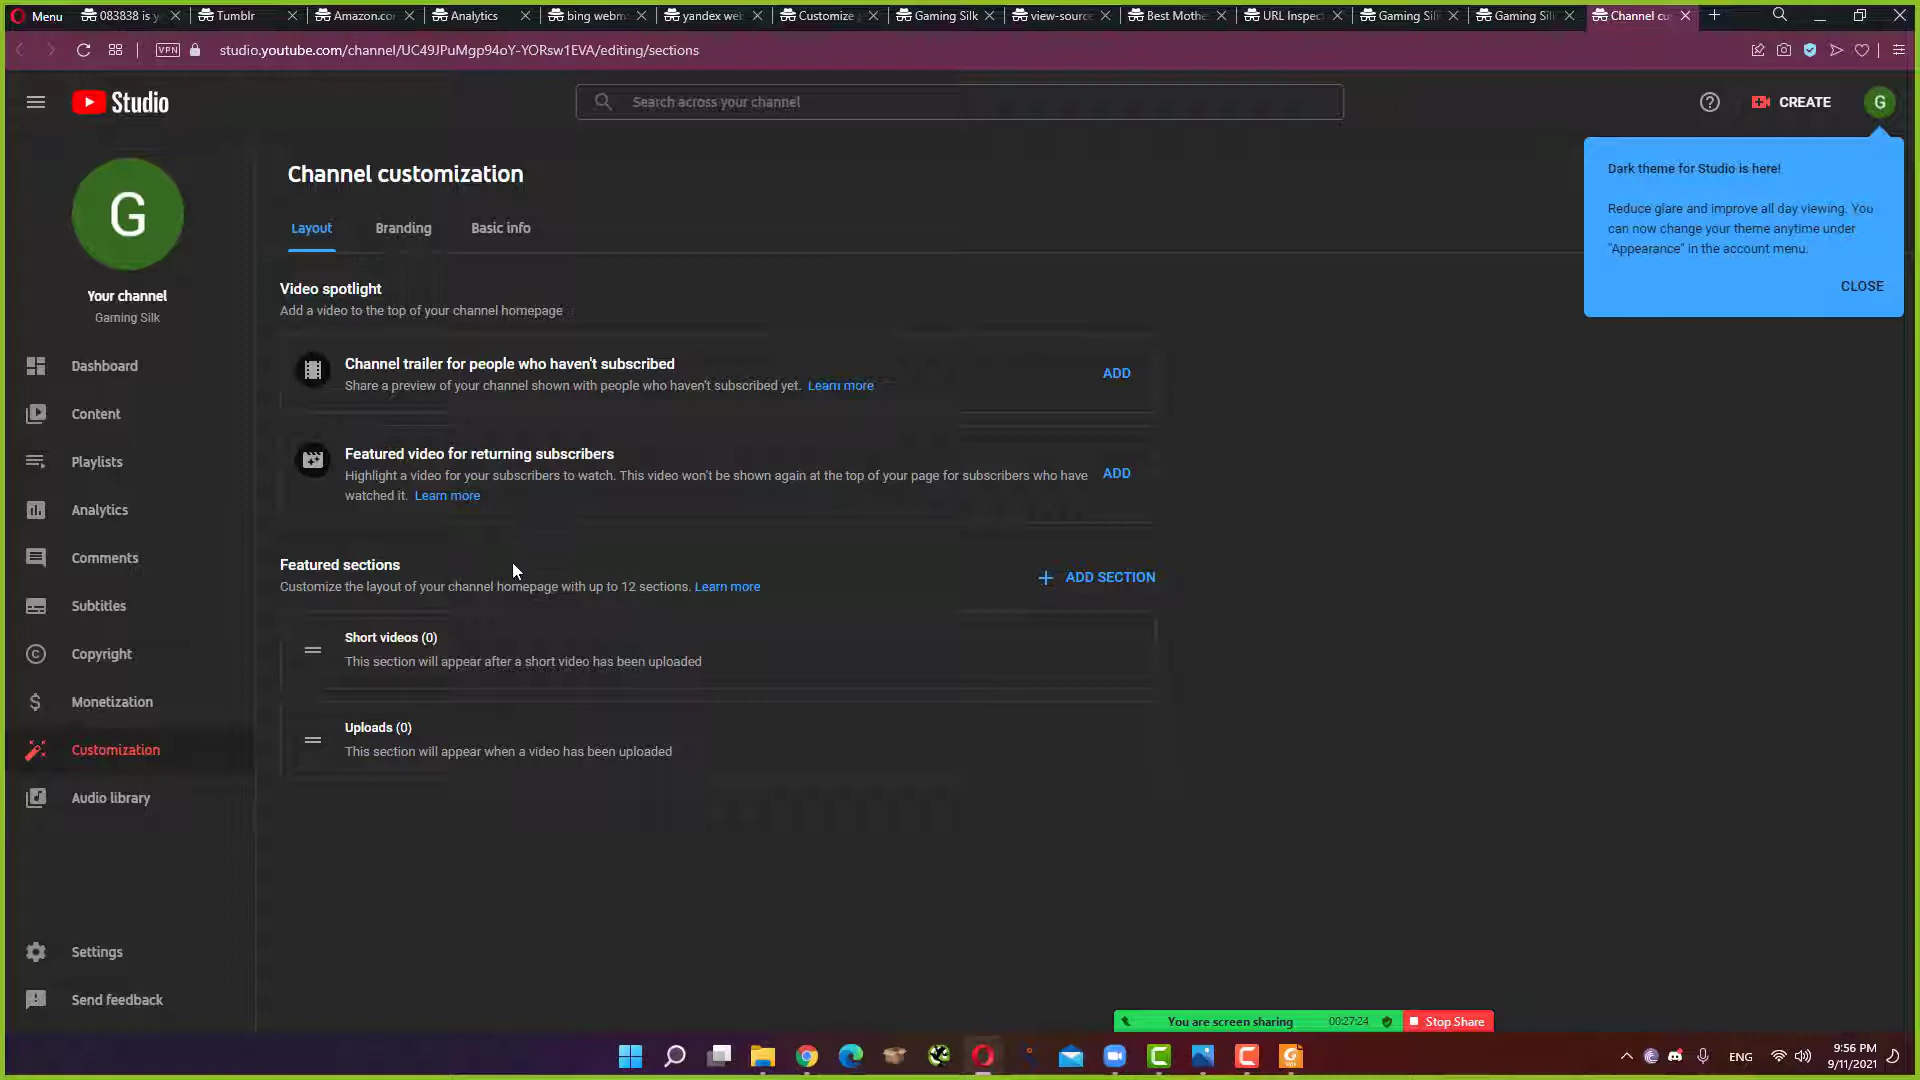 Menu
083838 is y
Tumblr
Amazon.co
Analytics
bing webm
yandex we
Customize
Gaming Silk
view-sourc
Best Mothe
URL Inspec
Gaming Sil
Gaming Sil
Channel cu
VPN
studio.youtube.com/channel/UC49JPuMgp94oY-YORsw1EVA/editing/sections
Studio
Search across your channel
CREATE
G
Dark theme for Studio is here!
Reduce glare and improve all day viewing. You
can now change your theme anytime under
"Appearance" in the account menu.
CLOSE
G
Your channel
Gaming Silk
Dashboard
Content
Playlists
Analytics
Comments
Subtitles
Copyright
Monetization
Customization
Audio library
Settings
Send feedback
Channel customization
Layout
Branding
Basic info
Video spotlight
Add a video to the top of your channel homepage
Channel trailer for people who haven't subscribed
Share a preview of your channel shown with people who haven't subscribed yet. Learn more
ADD
Featured video for returning subscribers
Highlight a video for your subscribers to watch. This video won't be shown again at the top of your page for subscribers who have
watched it. Learn more
ADD
Featured sections
Customize the layout of your channel homepage with up to 12 sections. Learn more
ADD SECTION
Short videos (0)
This section will appear after a short video has been uploaded
Uploads (0)
This section will appear when a video has been uploaded
You are screen sharing
00:27:24
Stop Share
ENG
9:56 PM
9/11/2021